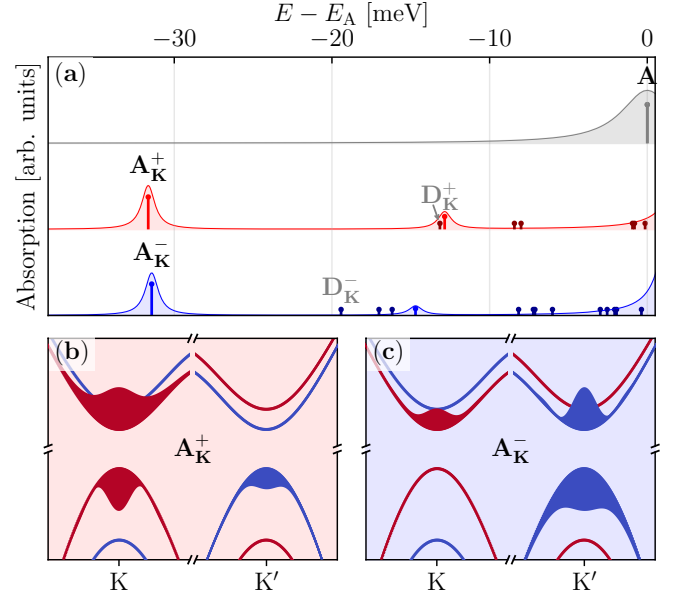 E − E_A [meV]
−30 −20 −10 0
Absorption [arb. units]
(a)
A
A_K^+
D_K^+
A_K^-
D_K^-
(b) (c)
A_K^+ A_K^-
K K′ K K′